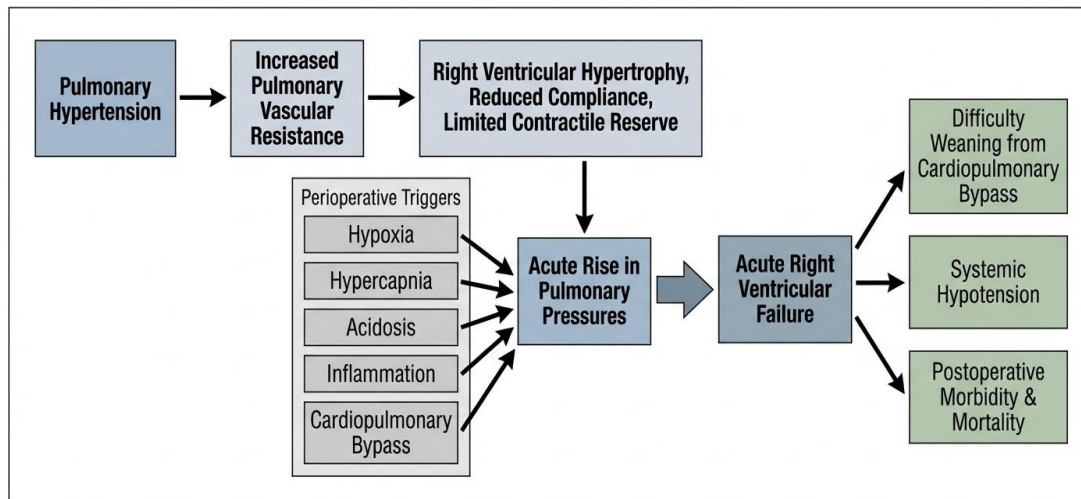 Pulmonary
Hypertension
Increased
Pulmonary
Vascular
Resistance
Right Ventricular Hypertrophy,
Reduced Compliance,
Limited Contractile Reserve
Perioperative Triggers
Hypoxia
Hypercapnia
Acidosis
Inflammation
Cardiopulmonary
Bypass
Acute Rise in
Pulmonary
Pressures
Acute Right
Ventricular
Failure
Difficulty
Weaning from
Cardiopulmonary
Bypass
Systemic
Hypotension
Postoperative
Morbidity &
Mortality